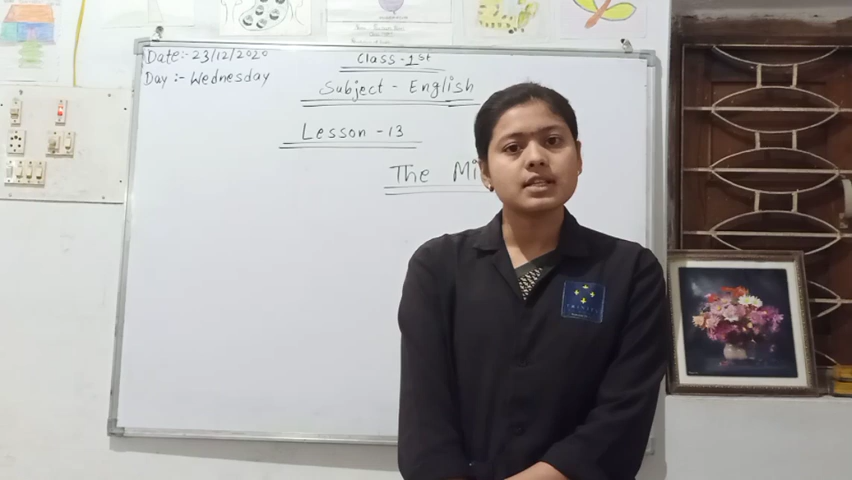 Date:- 23/12/2020
Class - 1st
Day :- Wednesday
Subject - English
Lesson - 13
The Mi